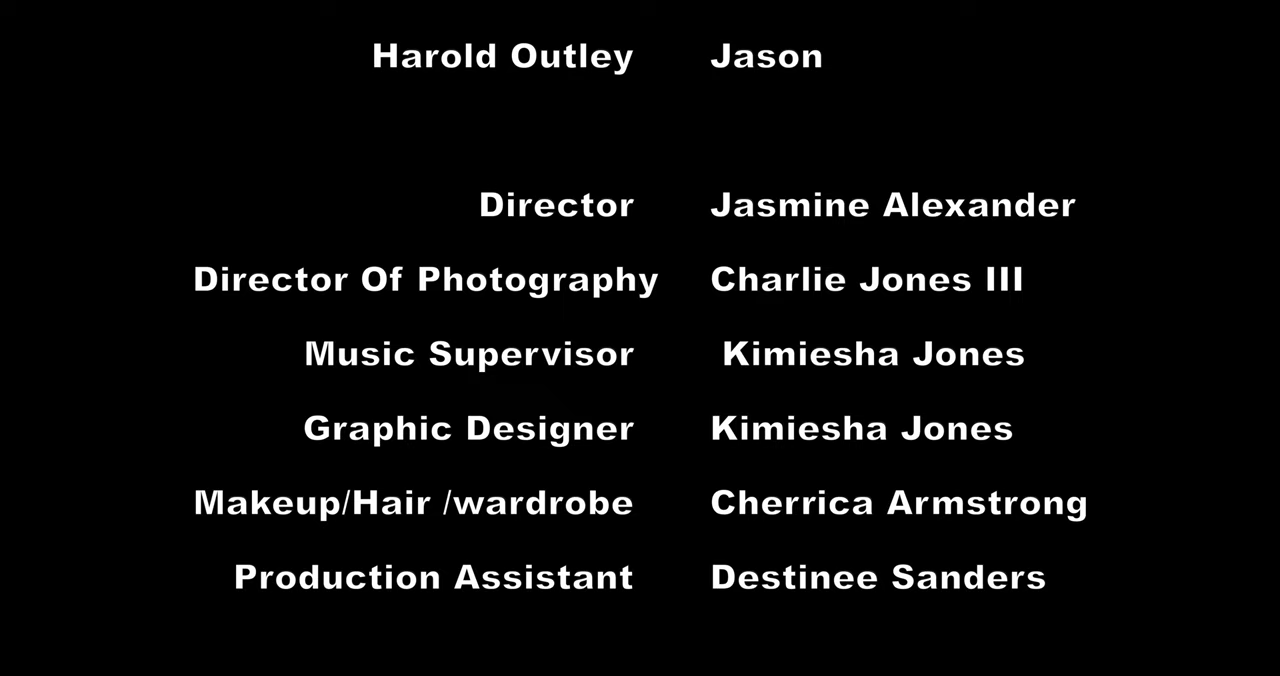 Harold Outley Jason
Director Jasmine Alexander
Director Of Photography Charlie Jones III
Music Supervisor Kimiesha Jones
Graphic Designer Kimiesha Jones
Makeup/Hair /wardrobe Cherrica Armstrong
Production Assistant Destinee Sanders